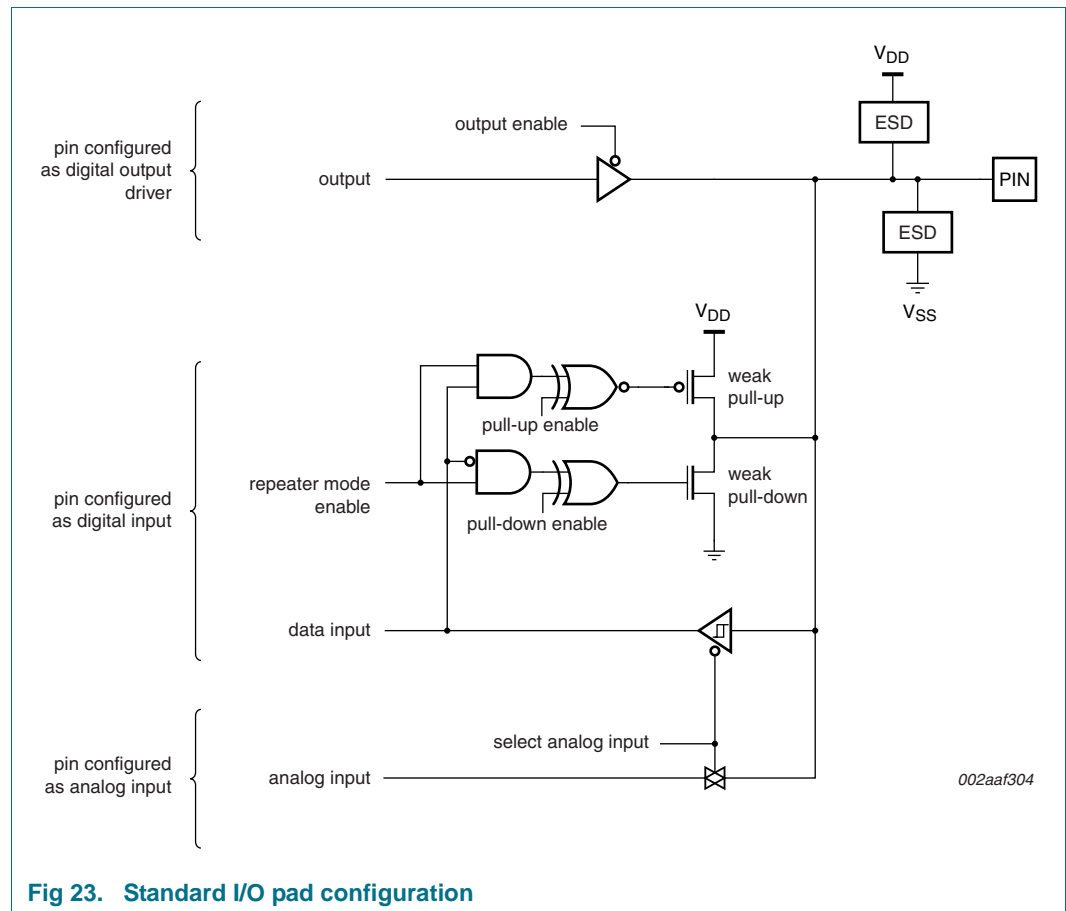 VDD
ESD
output enable
pin configured
as digital output
driver
output
PIN
ESD
VSS
VDD
weak
pull-up
pull-up enable
repeater mode
enable
weak
pull-down
pull-down enable
pin configured
as digital input
data input
select analog input
pin configured
as analog input
analog input
002aaf304
Fig 23. Standard I/O pad configuration